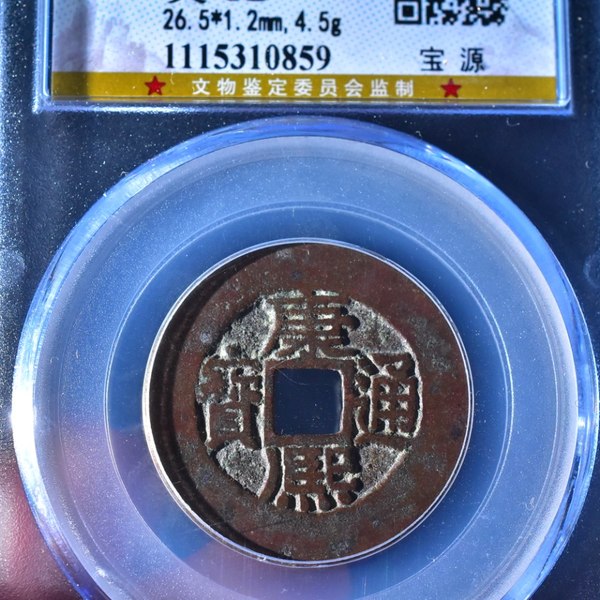 26.5*1.2mm, 4.5g
1115310859 宝源
★ 文物鉴定委员会监制 ★
康熙通寶